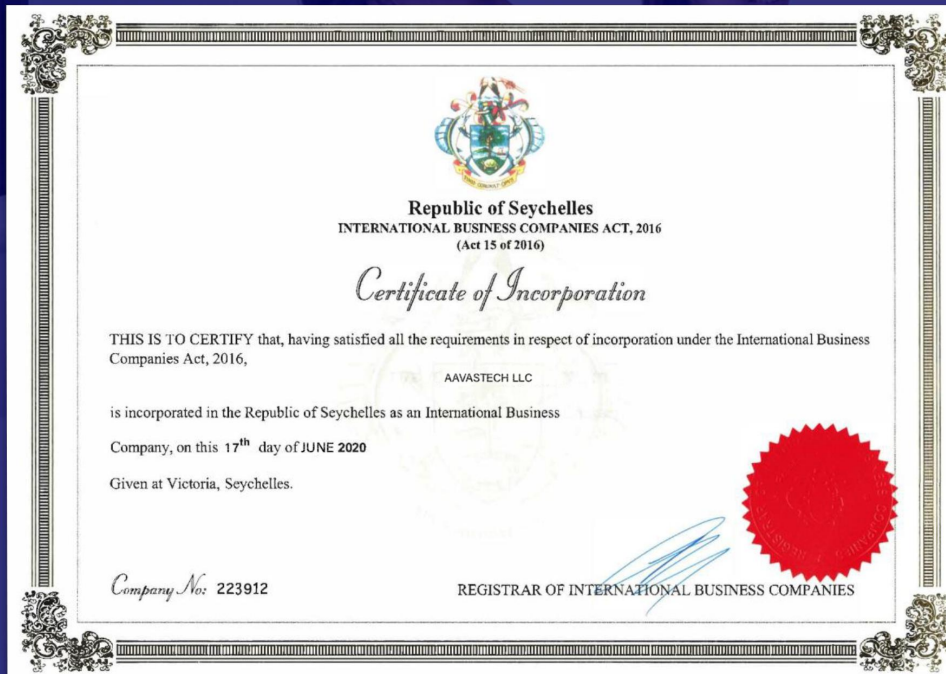 Republic of Seychelles
INTERNATIONAL BUSINESS COMPANIES ACT, 2016
(Act 15 of 2016)
Certificate of Incorporation
THIS IS TO CERTIFY that, having satisfied all the requirements in respect of incorporation under the International Business
Companies Act, 2016,
AAVASTECH LLC
is incorporated in the Republic of Seychelles as an International Business
Company, on this 17th day of JUNE 2020
Given at Victoria, Seychelles.
Company No: 223912
REGISTRAR OF INTERNATIONAL BUSINESS COMPANIES